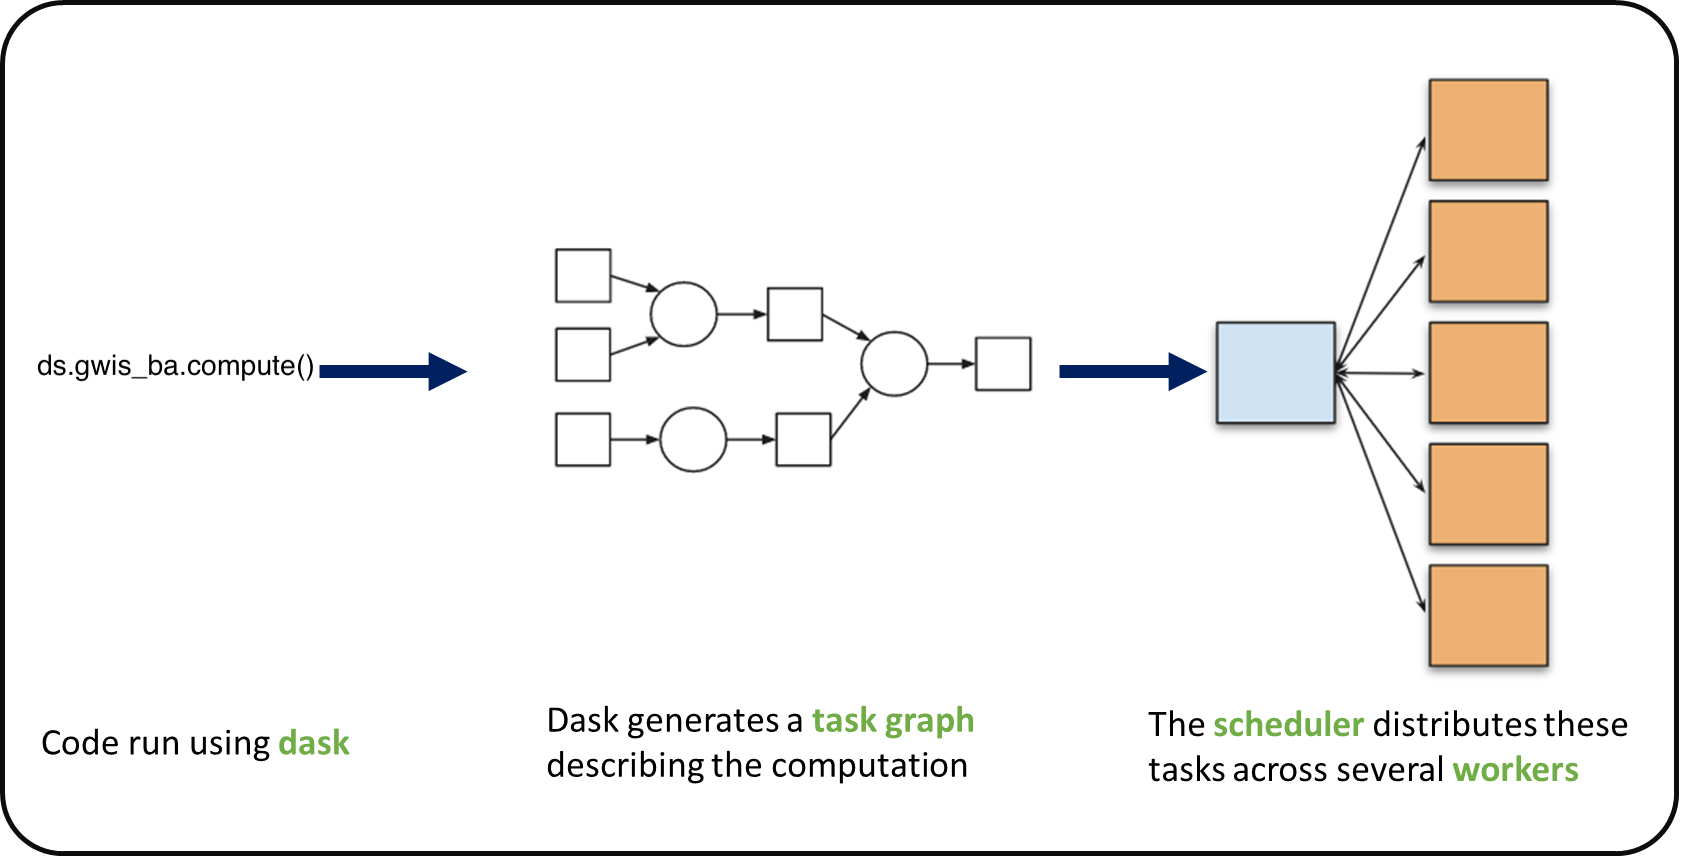 ds.gwis_ba.compute()
Code run using dask
Dask generates a task graph
describing the computation
The scheduler distributes these
tasks across several workers